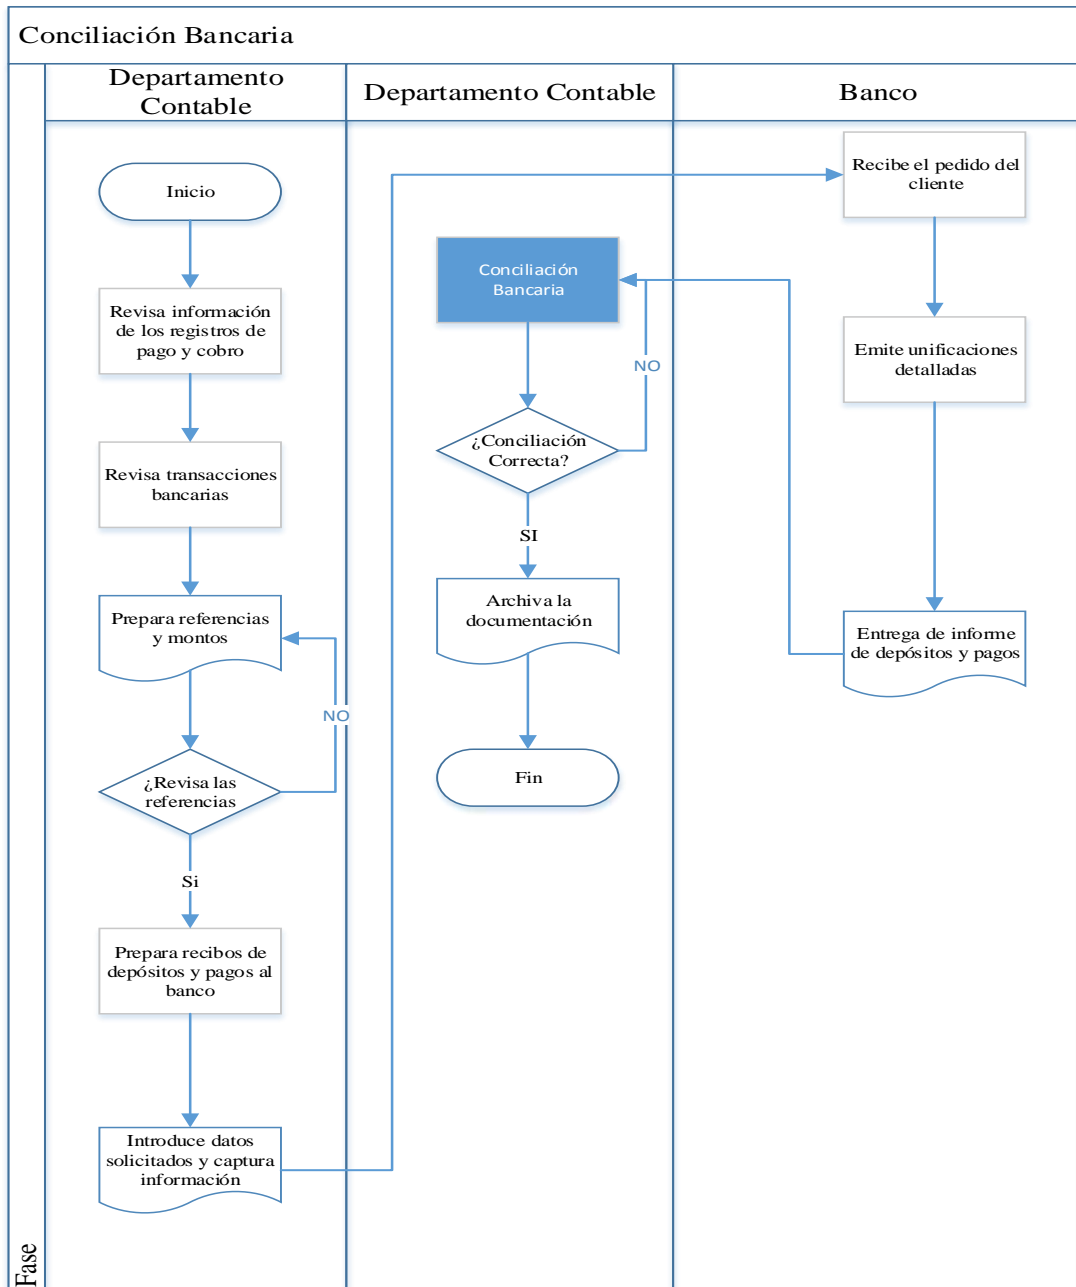 Conciliación Bancaria
Departamento
Contable
Departamento Contable
Banco
Inicio
Revisa información
de los registros de
pago y cobro
Revisa transacciones
bancarias
Prepara referencias
y montos
NO
¿Revisa las
referencias
Si
Prepara recibos de
depósitos y pagos al
banco
Introduce datos
solicitados y captura
información
Conciliación
Bancaria
NO
¿Conciliación
Correcta?
SI
Archiva la
documentación
Fin
Recibe el pedido del
cliente
Emite unificaciones
detalladas
Entrega de informe
de depósitos y pagos
Fase